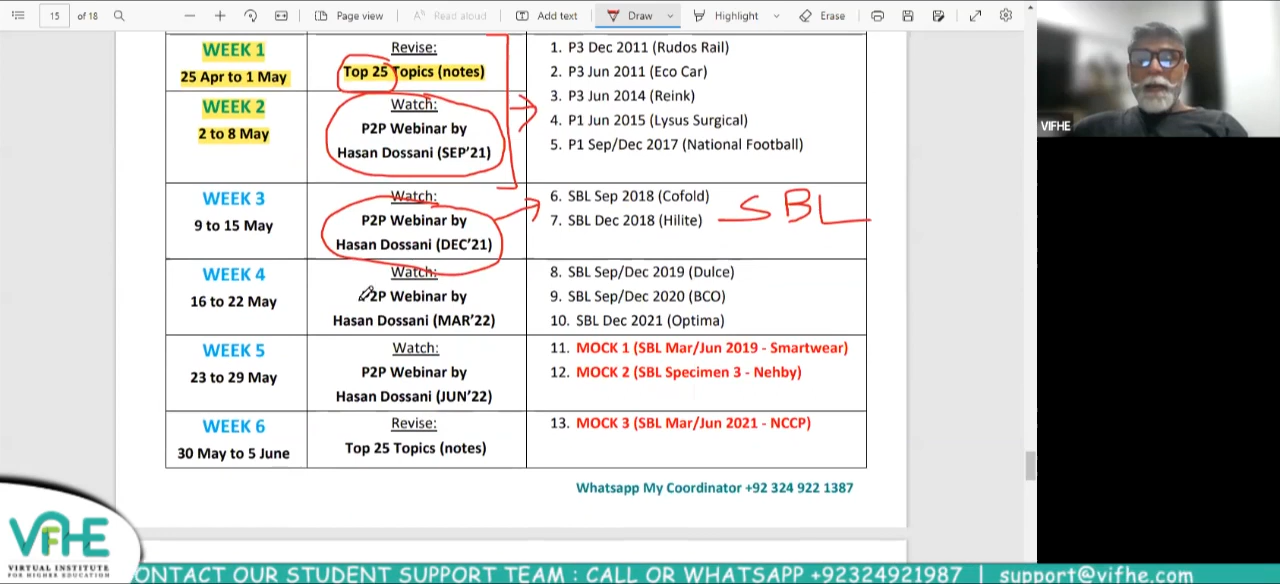 15 of 18
Page view
Read aloud
Add text
Draw
Highlight
Erase
WEEK 1
25 Apr to 1 May
Revise:
Top 25 Topics (notes)
1. P3 Dec 2011 (Rudos Rail)
2. P3 Jun 2011 (Eco Car)
3. P3 Jun 2014 (Reink)
4. P1 Jun 2015 (Lysus Surgical)
5. P1 Sep/Dec 2017 (National Football)
WEEK 2
2 to 8 May
Watch:
P2P Webinar by
Hasan Dossani (SEP'21)
WEEK 3
9 to 15 May
Watch:
P2P Webinar by
Hasan Dossani (DEC'21)
6. SBL Sep 2018 (Cofold)
7. SBL Dec 2018 (Hilite)
SBL
WEEK 4
16 to 22 May
Watch:
P2P Webinar by
Hasan Dossani (MAR'22)
8. SBL Sep/Dec 2019 (Dulce)
9. SBL Sep/Dec 2020 (BCO)
10. SBL Dec 2021 (Optima)
WEEK 5
23 to 29 May
Watch:
P2P Webinar by
Hasan Dossani (JUN'22)
11. MOCK 1 (SBL Mar/Jun 2019 - Smartwear)
12. MOCK 2 (SBL Specimen 3 - Nehby)
WEEK 6
30 May to 5 June
Revise:
Top 25 Topics (notes)
13. MOCK 3 (SBL Mar/Jun 2021 - NCCP)
Whatsapp My Coordinator +92 324 922 1387
VIFHE
VIFHE
VIRTUAL INSTITUTE
FOR HIGHER EDUCATION
ONTACT OUR STUDENT SUPPORT TEAM : CALL OR WHATSAPP +92324921987 | support@vifhe.com